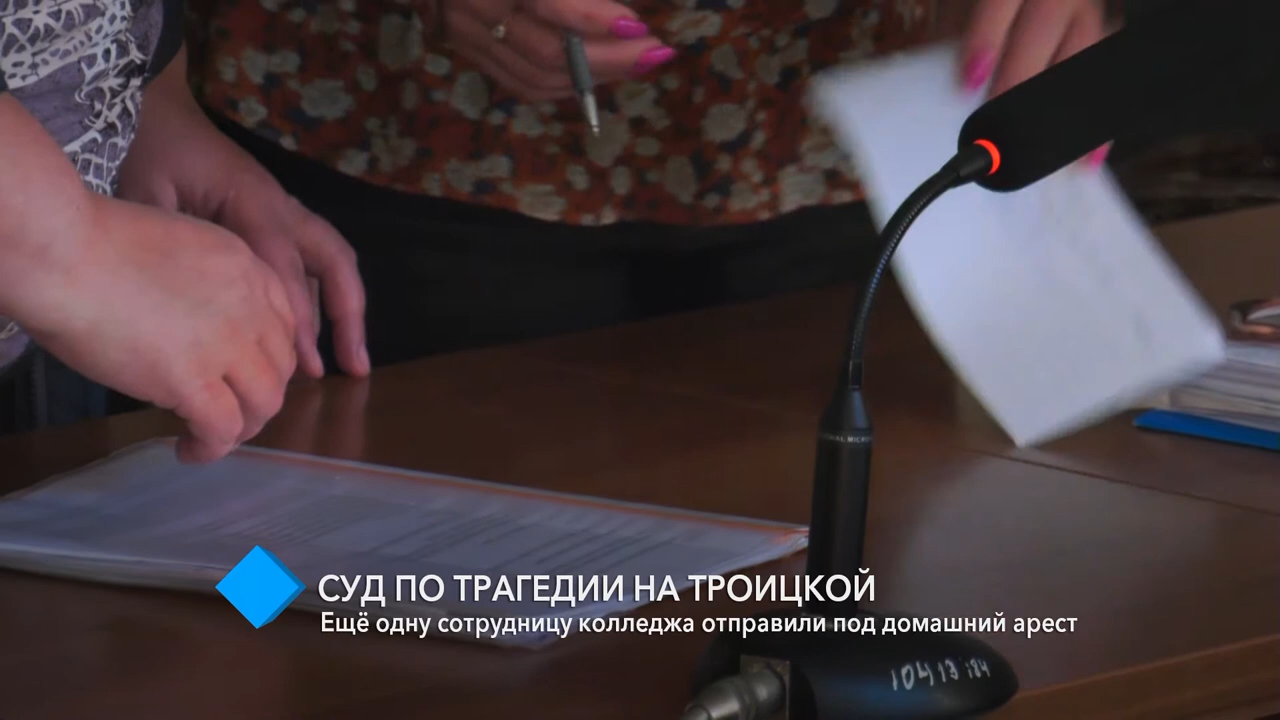 СУД ПО ТРАГЕДИИ НА ТРОИЦКОЙ
Ещё одну сотрудницу колледжа отправили под домашний арест